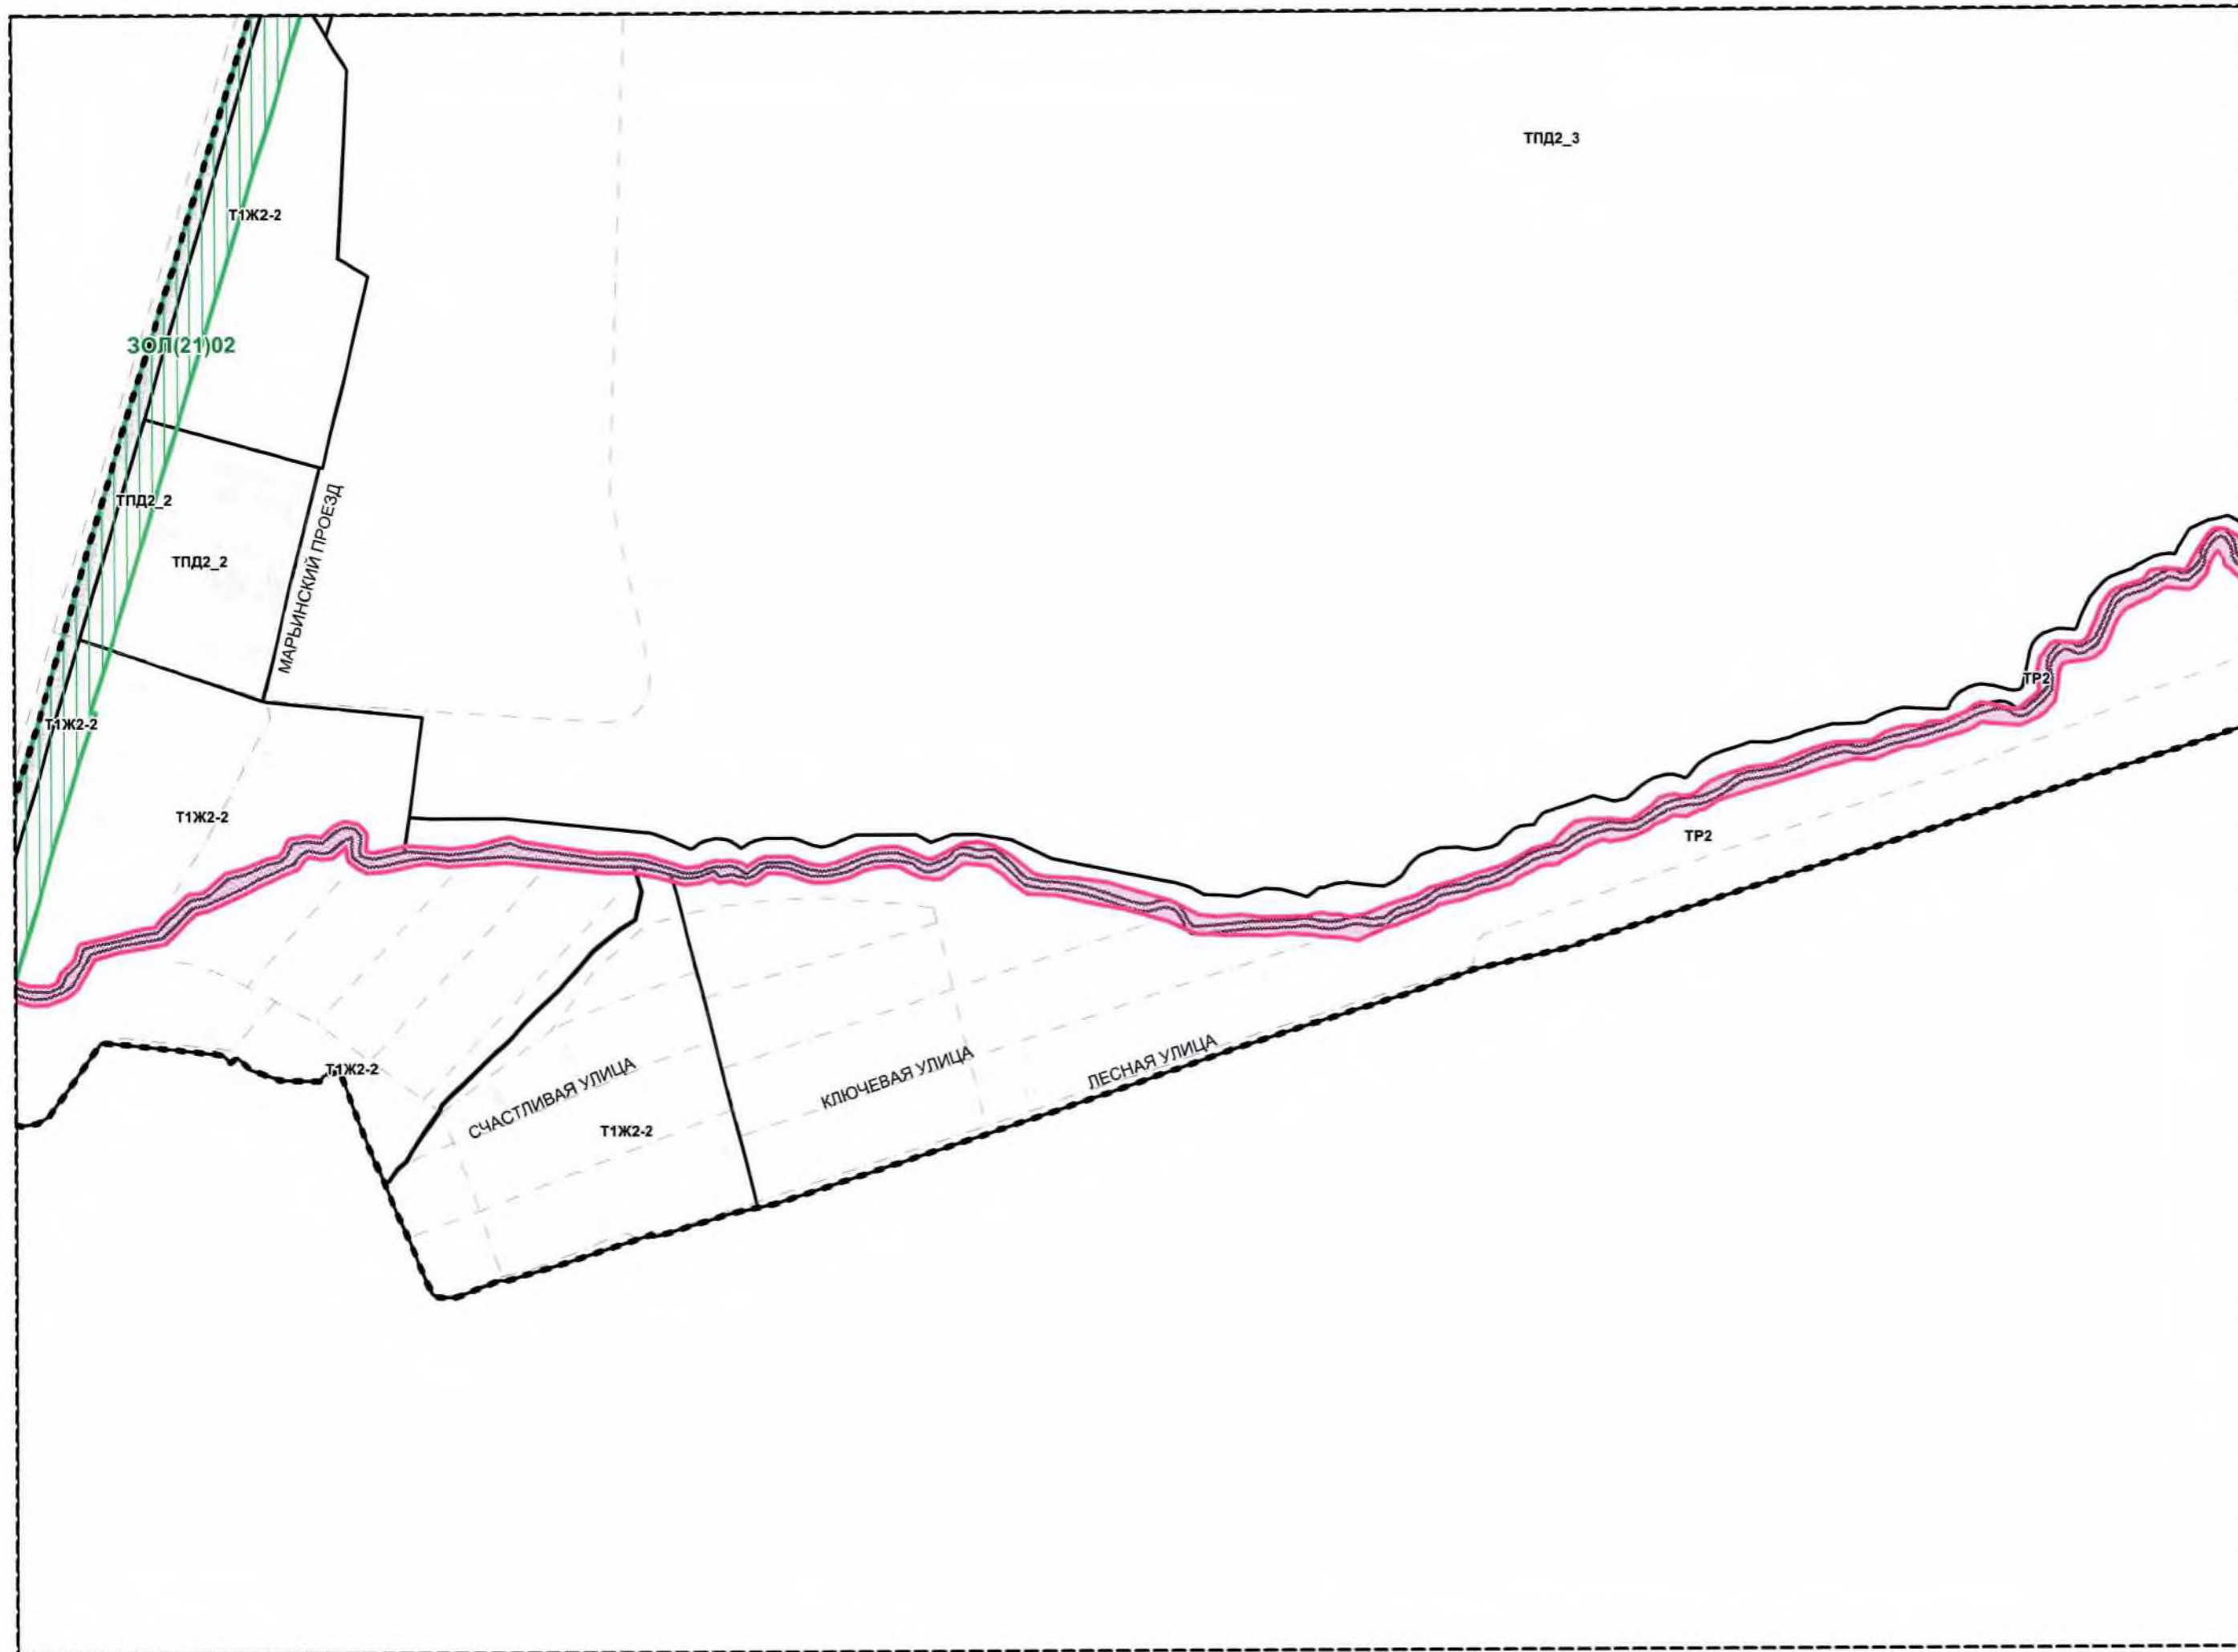 ТПД2_3
Т1Ж2-2
ЗОЛ(21)02
ТПД2_2
ТПД2_2
МАРЬИНСКИЙ ПРОЕЗД
ТР2
Т1Ж2-2
Т1Ж2-2
ТР2
Т1Ж2-2
СЧАСТЛИВАЯ УЛИЦА
КЛЮЧЕВАЯ УЛИЦА
ЛЕСНАЯ УЛИЦА
Т1Ж2-2